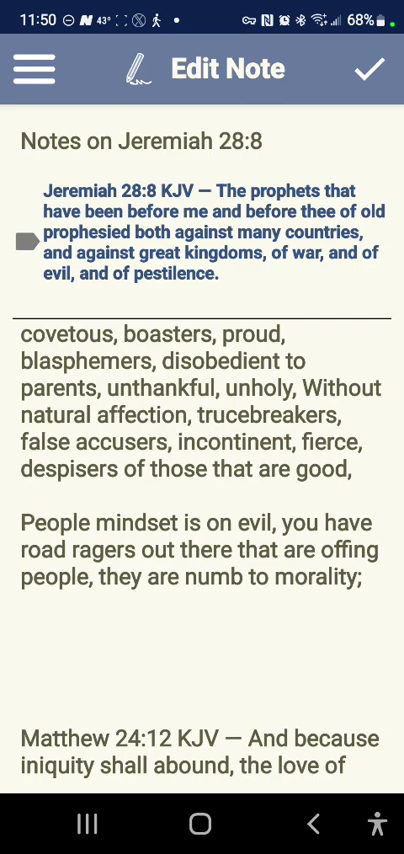 11:50 43° 68%
Edit Note
Notes on Jeremiah 28:8
Jeremiah 28:8 KJV — The prophets that
have been before me and before thee of old
prophesied both against many countries,
and against great kingdoms, of war, and of
evil, and of pestilence.
covetous, boasters, proud,
blasphemers, disobedient to
parents, unthankful, unholy, Without
natural affection, trucebreakers,
false accusers, incontinent, fierce,
despisers of those that are good,
People mindset is on evil, you have
road ragers out there that are offing
people, they are numb to morality;
Matthew 24:12 KJV — And because
iniquity shall abound, the love of